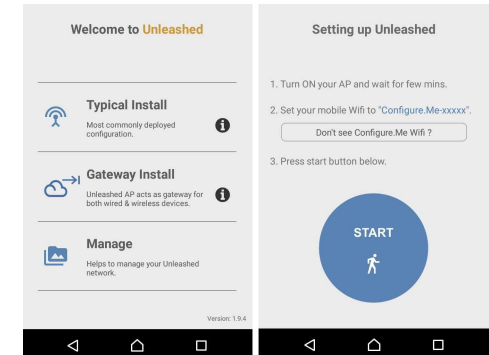 Welcome to Unleashed
Typical Install
Most commonly deployed
configuration.
Gateway Install
Unleashed AP acts as gateway for
both wired & wireless devices.
Manage
Helps to manage your Unleashed
network.
Version: 1.9.4
Setting up Unleashed
1. Turn ON your AP and wait for few mins.
2. Set your mobile Wifi to "Configure.Me-xxxxx".
Don't see Configure.Me Wifi ?
3. Press start button below.
START